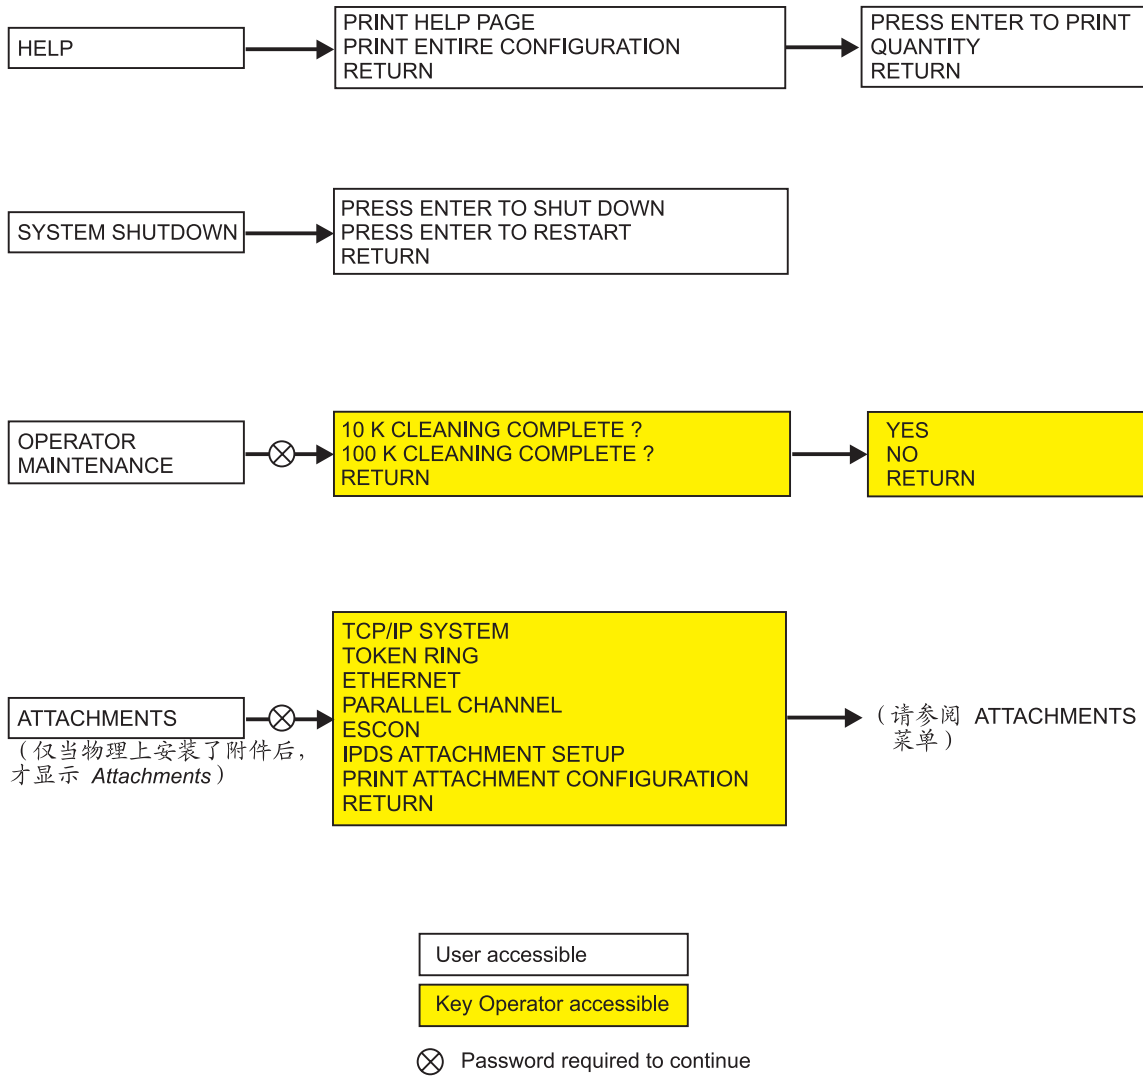 HELP
PRINT HELP PAGE
PRINT ENTIRE CONFIGURATION
RETURN
PRESS ENTER TO PRINT
QUANTITY
RETURN
SYSTEM SHUTDOWN
PRESS ENTER TO SHUT DOWN
PRESS ENTER TO RESTART
RETURN
OPERATOR
MAINTENANCE
10 K CLEANING COMPLETE ?
100 K CLEANING COMPLETE ?
RETURN
YES
NO
RETURN
ATTACHMENTS
（仅当物理上安装了附件后，
才显示 Attachments）
TCP/IP SYSTEM
TOKEN RING
ETHERNET
PARALLEL CHANNEL
ESCON
IPDS ATTACHMENT SETUP
PRINT ATTACHMENT CONFIGURATION
RETURN
（请参阅 ATTACHMENTS
菜单）
User accessible
Key Operator accessible
Password required to continue